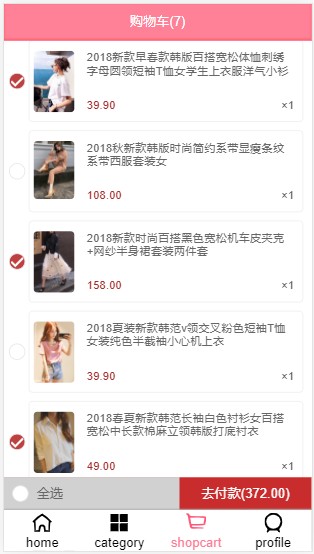 购物车(7)
2018新款早春款韩版百搭宽松体恤刺绣
字母圆领短袖T恤女学生上衣服洋气小衫
39.90 ×1
2018秋新款韩版时尚简约系带显瘦条纹
系带西服套装女
108.00 ×1
2018新款时尚百搭黑色宽松机车皮夹克
+网纱半身裙套装两件套
158.00 ×1
2018夏装新款韩范v领交叉粉色短袖T恤
女装纯色半截袖小心机上衣
39.90 ×1
2018春夏新款韩范长袖白色衬衫女百搭
宽松中长款棉麻立领韩版打底衬衣
49.00 ×1
全选 去付款(372.00)
home category shopcart profile